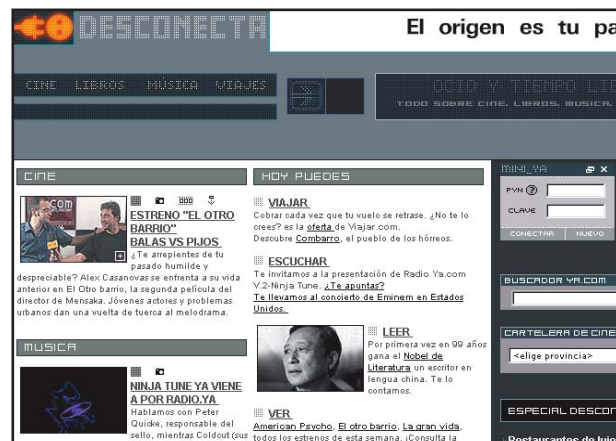 DESCONECTA
El origen es tu pa
CINE LIBROS MÚSICA VIAJES
OCIO Y TIEMPO LIB
TODO SOBRE CINE, LIBROS, MUSICA,
CINE
.com
ESTRENO "EL OTRO
BARRIO"
BALAS VS PIJOS
¿Te arrepientes de tu
pasado humilde y
despreciable? Alex Casanovas se enfrenta a su vida
anterior en El Otro barrio, la segunda película del
director de Mensaka. Jóvenes actores y problemas
urbanos dan una vuelta de tuerca al melodrama.
MUSICA
NINJA TUNE YA VIENE
A POR RADIO.YA
Hablamos con Peter
Quicke, responsable del
sello, mientras Coldcut (sus
HOY PUEDES
VIAJAR
Cobrar cada vez que tu vuelo se retrase. ¿No te lo
crees? es la oferta de Viajar.com.
Descubre Combarro, el pueblo de los hórreos.
ESCUCHAR
Te invitamos a la presentación de Radio Ya.com
V.2-Ninja Tune. ¿Te apuntas?
Te llevamos al concierto de Eminem en Estados
Unidos.
LEER
Por primera vez en 99 años
gana el Nobel de
Literatura un escritor en
lengua china. Te lo
contamos.
VER
American Psycho, El otro barrio, La gran vida,
todos los estrenos de esta semana. ¡Consulta la
MINI_YA
PVN ?
CLAVE
CONECTAR NUEVO
BUSCADOR YA.COM
CARTELERA DE CINE
<elige provincia>
ESPECIAL DESCON
Restaurantes de lujo